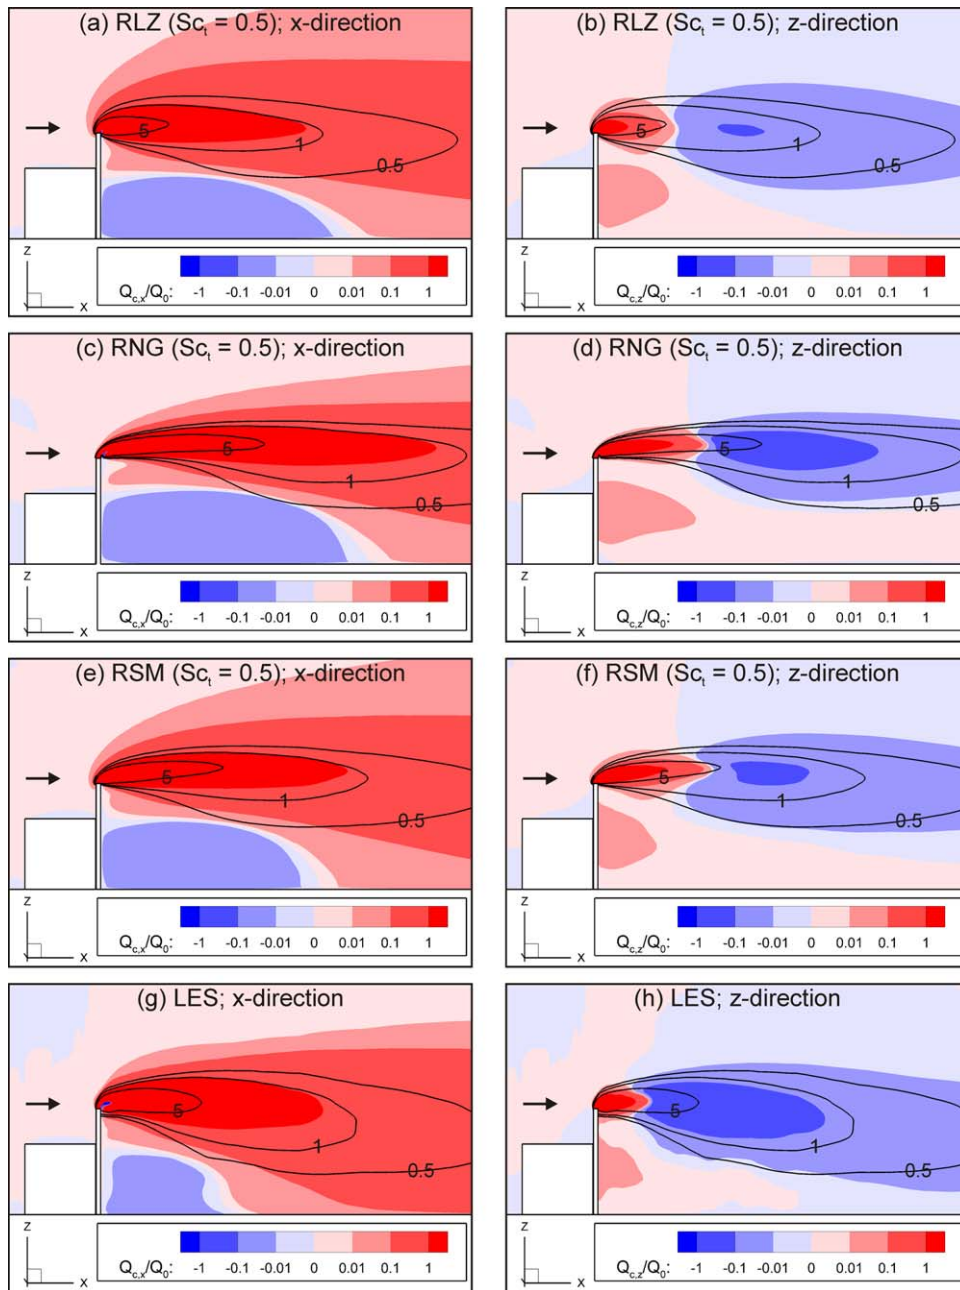 (a) RLZ (Scₜ = 0.5); x-direction
5
1
0.5
Z
Y
X
Q_c,x/Q₀: -1 -0.1 -0.01 0 0.01 0.1 1
(b) RLZ (Scₜ = 0.5); z-direction
5
1
0.5
Z
Y
X
Q_c,z/Q₀: -1 -0.1 -0.01 0 0.01 0.1 1
(c) RNG (Scₜ = 0.5); x-direction
5
1
0.5
Z
Y
X
Q_c,x/Q₀: -1 -0.1 -0.01 0 0.01 0.1 1
(d) RNG (Scₜ = 0.5); z-direction
5
1
0.5
Z
Y
X
Q_c,z/Q₀: -1 -0.1 -0.01 0 0.01 0.1 1
(e) RSM (Scₜ = 0.5); x-direction
5
1
0.5
Z
Y
X
Q_c,x/Q₀: -1 -0.1 -0.01 0 0.01 0.1 1
(f) RSM (Scₜ = 0.5); z-direction
5
1
0.5
Z
Y
X
Q_c,z/Q₀: -1 -0.1 -0.01 0 0.01 0.1 1
(g) LES; x-direction
5
1
0.5
Z
Y
X
Q_c,x/Q₀: -1 -0.1 -0.01 0 0.01 0.1 1
(h) LES; z-direction
5
1
0.5
Z
Y
X
Q_c,z/Q₀: -1 -0.1 -0.01 0 0.01 0.1 1